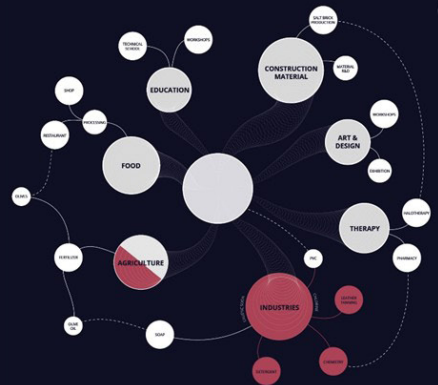 SALT BRICK
PRODUCTION
TECHNICAL
SCHOOL
WORKSHOPS
CONSTRUCTION
MATERIAL
MATERIAL
R&D
EDUCATION
SHOP
WORKSHOPS
PROCESSING
RESTAURANT
ART &
DESIGN
FOOD
EXHIBITION
OLIVES
HALOTHERAPY
THERAPY
FERTILIZER
PVC
PHARMACY
AGRICULTURE
INDUSTRIES
LEATHER
TANNING
OLIVE
OIL
SOAP
CHEMISTRY
VETERINARY